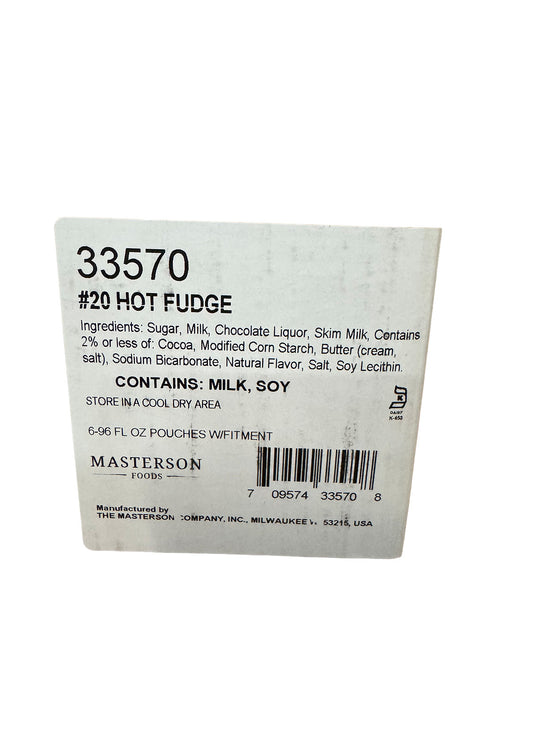 33570
#20 HOT FUDGE
Ingredients: Sugar, Milk, Chocolate Liquor, Skim Milk, Contains
2% or less of: Cocoa, Modified Corn Starch, Butter (cream,
salt), Sodium Bicarbonate, Natural Flavor, Salt, Soy Lecithin.
CONTAINS: MILK, SOY
K
DAIRY
K-453
STORE IN A COOL DRY AREA
6-96 FL OZ POUCHES W/FITMENT
MASTERSON
FOODS
7 09574 33570 8
Manufactured by
THE MASTERSON COMPANY, INC., MILWAUKEE 53215, USA